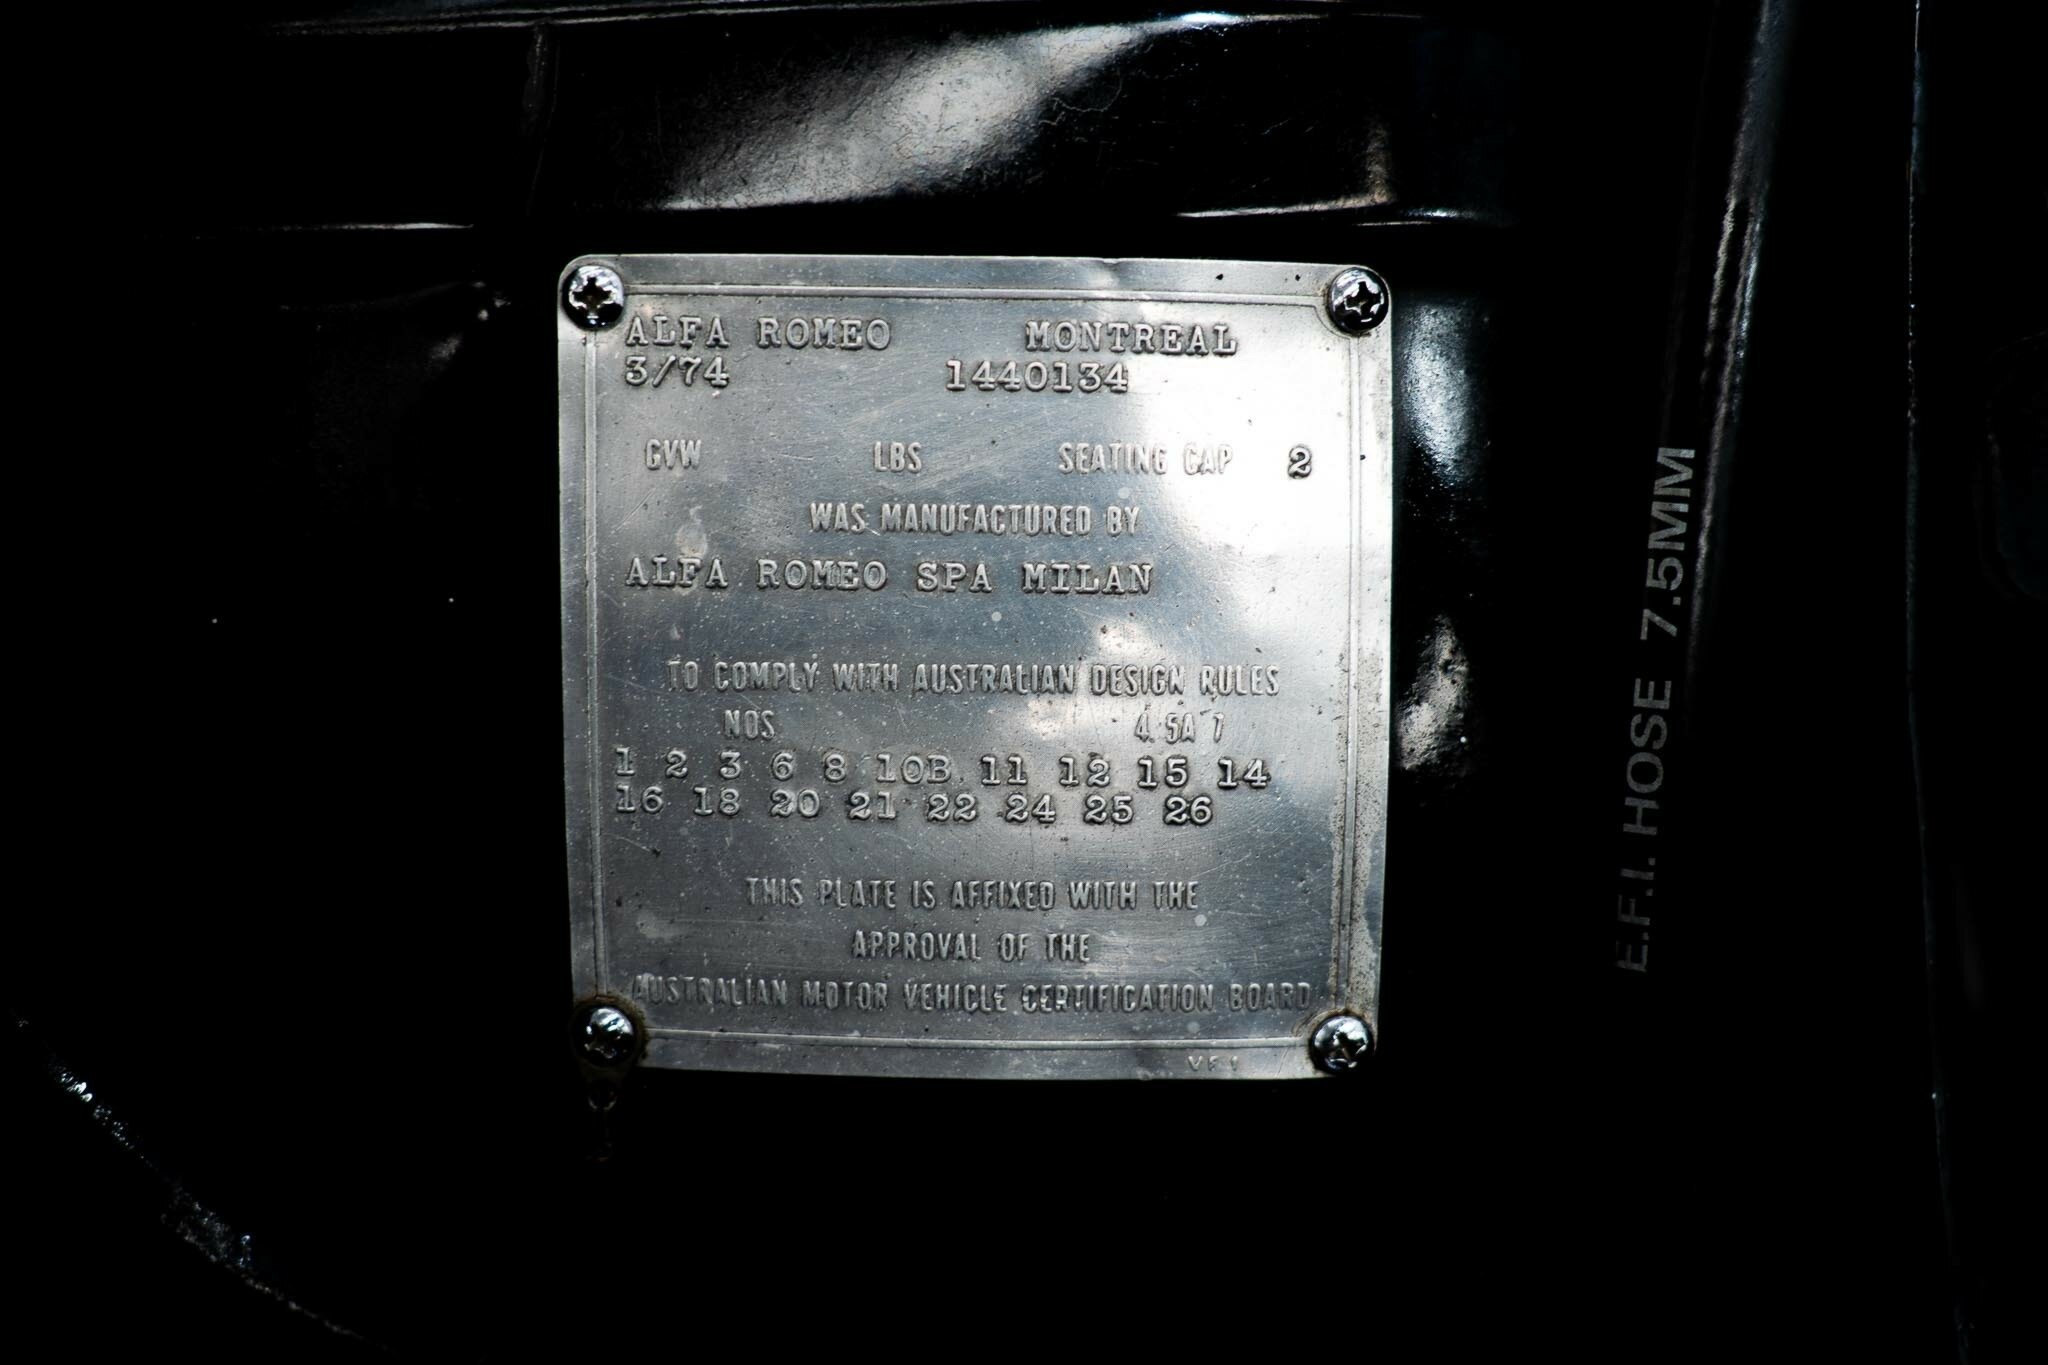 ALFA ROMEO MONTREAL
3/74 1440134
GVW LBS SEATING CAP 2
WAS MANUFACTURED BY
ALFA ROMEO SPA MILAN
TO COMPLY WITH AUSTRALIAN DESIGN RULES
NOS 4. 5A 7
1 2 3 6 8 10B 11 12 15 14
16 18 20 21 22 24 25 26
THIS PLATE IS AFFIXED WITH THE
APPROVAL OF THE
AUSTRALIAN MOTOR VEHICLE CERTIFICATION BOARD
VF 1
E.F.I. HOSE 7.5MM